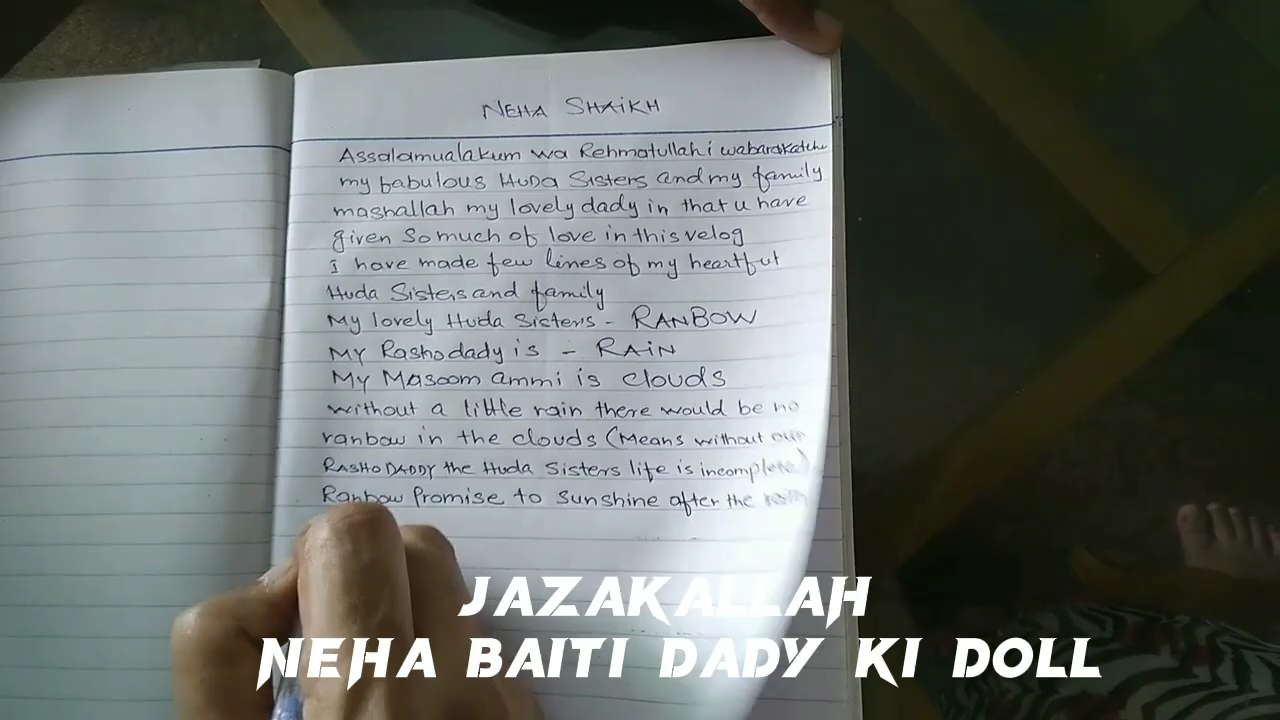 NEHA SHAiKH
Assalamualakum wa Rehmatullahi wabarakatchu
my fabulous HUDA Sisters and my family
mashallah my lovely dady in that u have
given so much of love in this velog
I have made few lines of my heartful
Huda Sisters and family
My lovely Huda Sisters - RANBOW
My Rashodady is - RAiN
My Masoom ammi is clouds
without a little rain there would be no
ranbow in the clouds (Means without our
RASHODADDY the Huda Sisters life is incomplete)
Ranbow Promise to sunshine after the rain
JAZAKALLAH
NEHA BAITI DADY KI DOLL